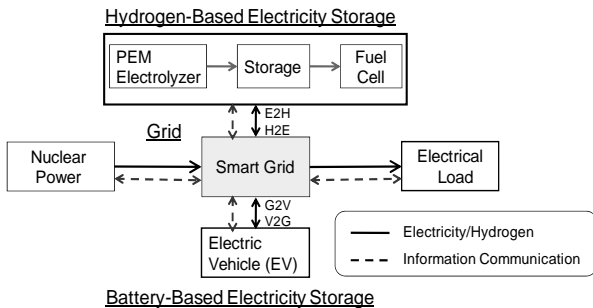 Hydrogen-Based Electricity Storage
PEM
Electrolyzer
Storage
Fuel
Cell
E2H
H2E
Grid
Nuclear
Power
Smart Grid
Electrical
Load
G2V
V2G
Electric
Vehicle (EV)
Electricity/Hydrogen
Information Communication
Battery-Based Electricity Storage